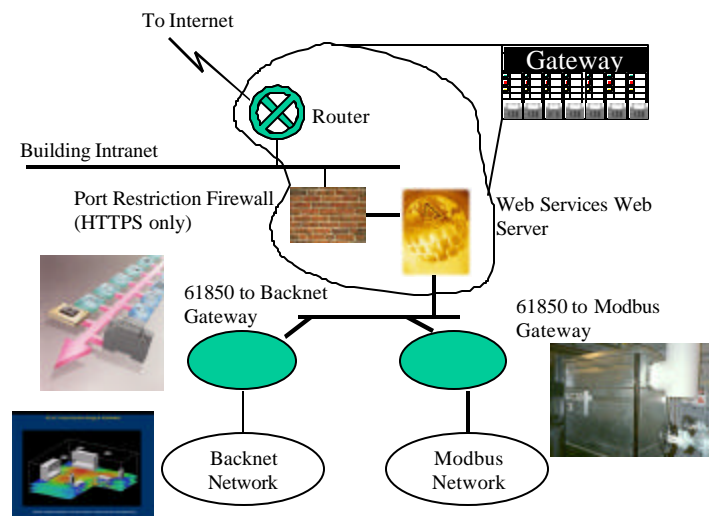 To Internet
Gateway
Router
Building Intranet
Port Restriction Firewall
(HTTPS only)
Web Services Web
Server
61850 to Backnet
Gateway
61850 to Modbus
Gateway
Backnet
Network
Modbus
Network